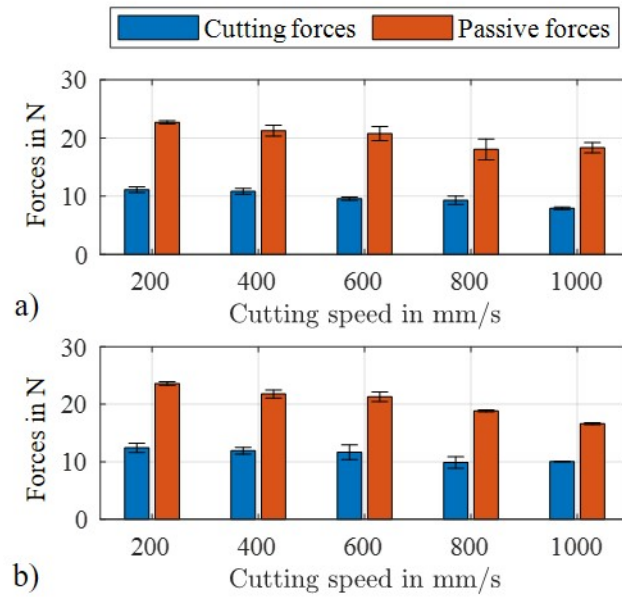 Cutting forces Passive forces
30
20
10
0
Forces in N
200 400 600 800 1000
Cutting speed in mm/s
a)
30
20
10
0
Forces in N
200 400 600 800 1000
Cutting speed in mm/s
b)